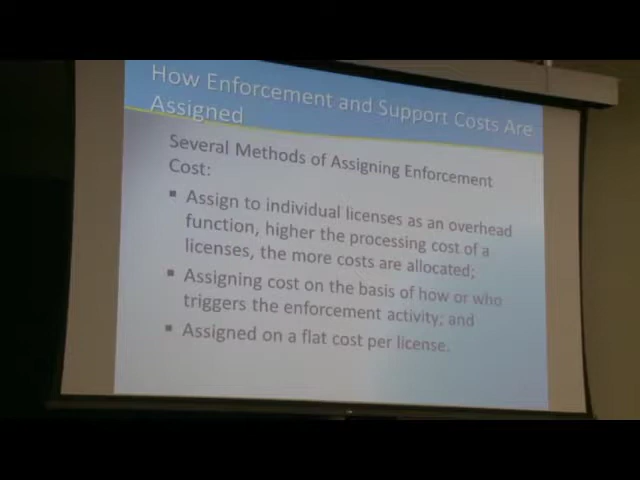 How Enforcement and Support Costs Are
Assigned
Several Methods of Assigning Enforcement
Cost:
▪ Assign to individual licenses as an overhead
function, higher the processing cost of a
licenses, the more costs are allocated;
▪ Assigning cost on the basis of how or who
triggers the enforcement activity; and
▪ Assigned on a flat cost per license.